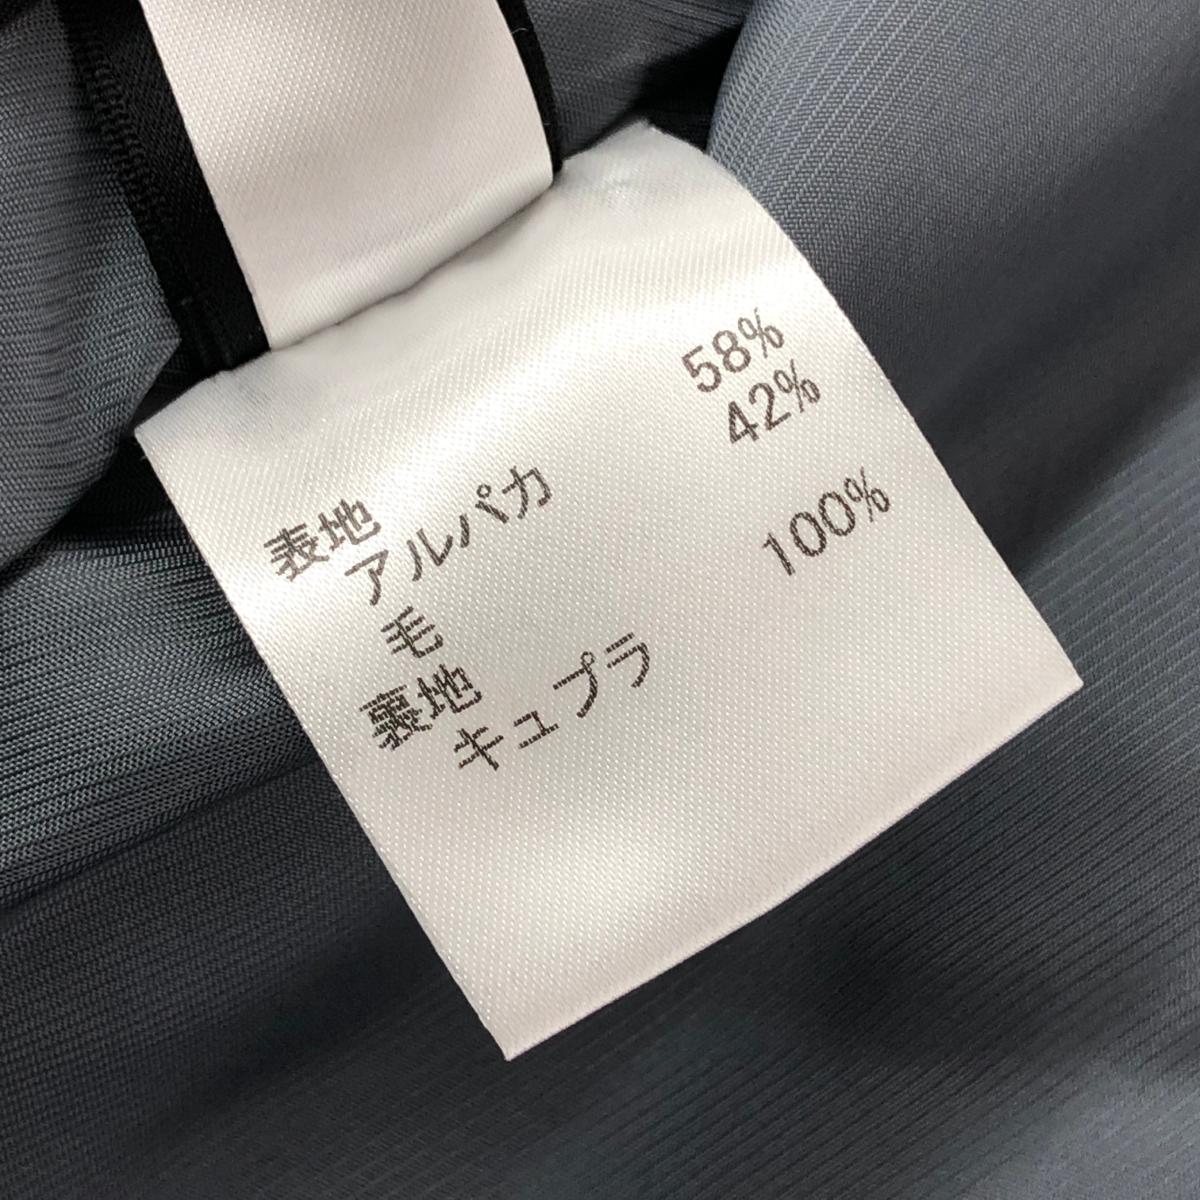 表地
アルパカ 58%
毛 42%
裏地
キュプラ 100%